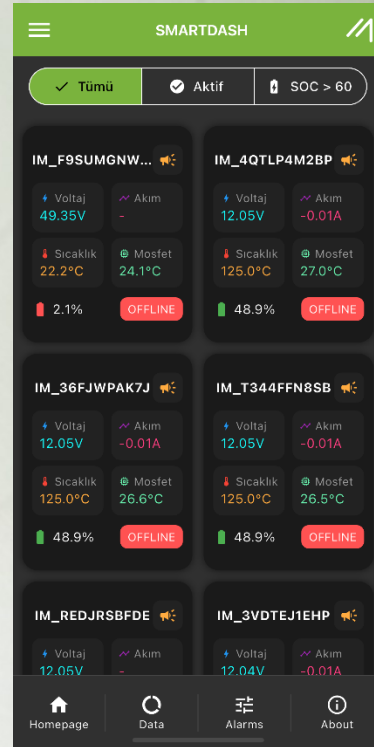 SMARTDASH
Tümü Aktif SOC > 60
IM_F9SUMGNW... IM_4QTLP4M2BP
Voltaj Akım Voltaj Akım
49.35V - 12.05V -0.01A
Sıcaklık Mosfet Sıcaklık Mosfet
22.2°C 24.1°C 125.0°C 27.0°C
2.1% OFFLINE 48.9% OFFLINE
IM_36FJWPAK7J IM_T344FFN8SB
Voltaj Akım Voltaj Akım
12.05V -0.01A 12.05V -0.01A
Sıcaklık Mosfet Sıcaklık Mosfet
125.0°C 26.6°C 125.0°C 26.5°C
48.9% OFFLINE 48.9% OFFLINE
IM_REDJRSBFDE IM_3VDTEJ1EHP
Voltaj Akım Voltaj Akım
12.05V - 12.04V -0.01A
Homepage Data Alarms About